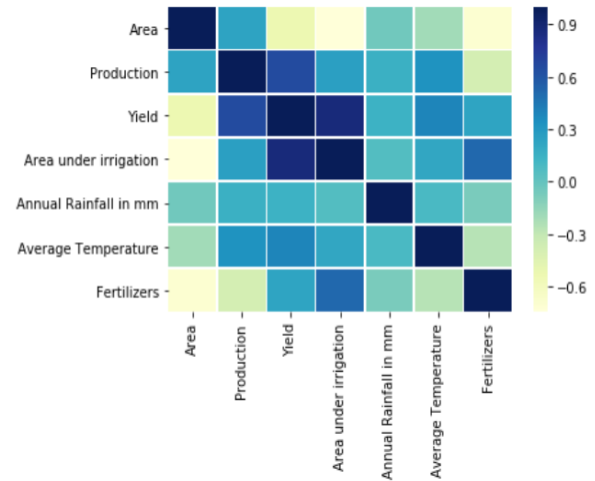 Area
Production
Yield
Area under irrigation
Annual Rainfall in mm
Average Temperature
Fertilizers
Area
Production
Yield
Area under irrigation
Annual Rainfall in mm
Average Temperature
Fertilizers
0.9
0.6
0.3
0.0
−0.3
−0.6